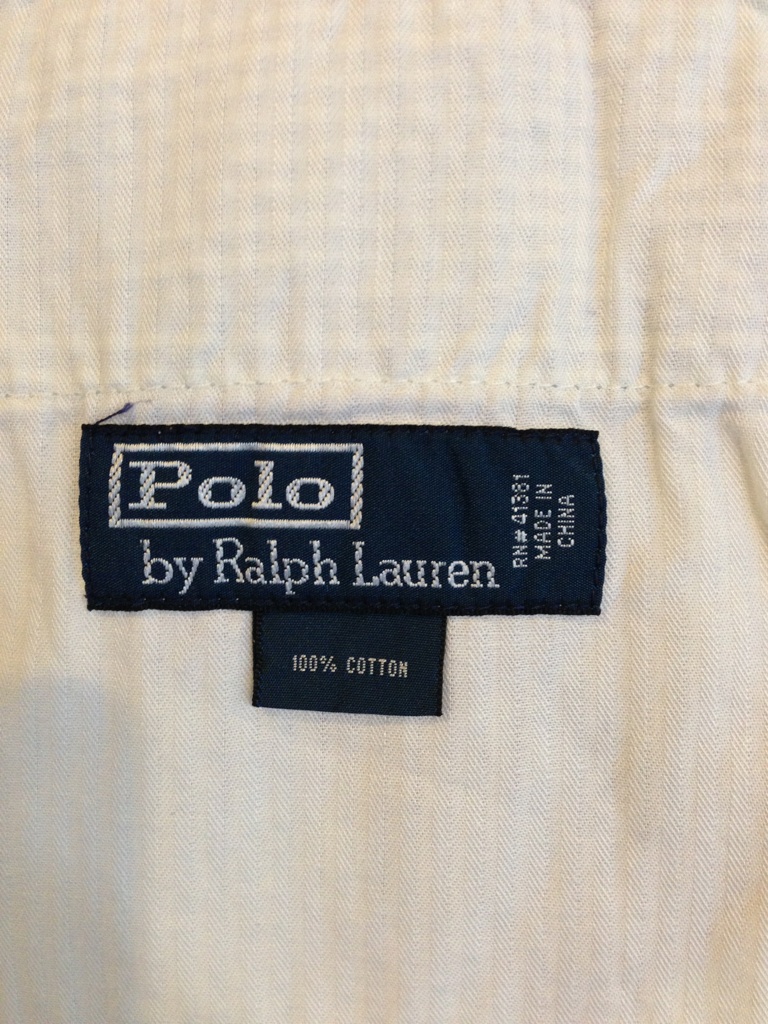 Polo
by Ralph Lauren
RN# 41381
MADE IN
CHINA
100% COTTON